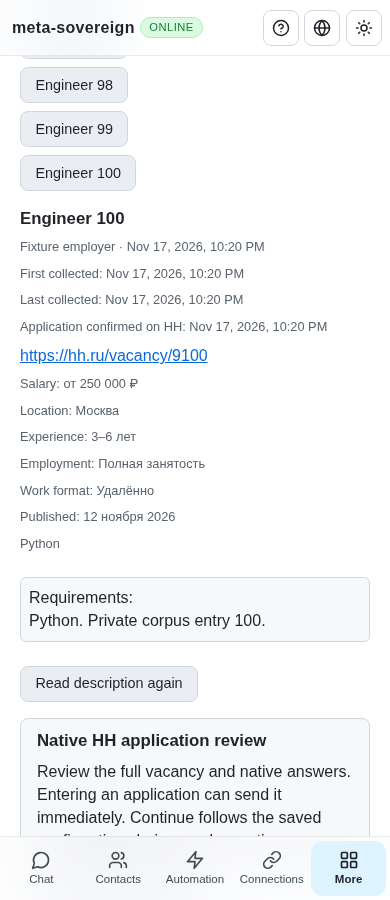 meta-sovereign ONLINE
Engineer 98
Engineer 99
Engineer 100
Engineer 100
Fixture employer · Nov 17, 2026, 10:20 PM
First collected: Nov 17, 2026, 10:20 PM
Last collected: Nov 17, 2026, 10:20 PM
Application confirmed on HH: Nov 17, 2026, 10:20 PM
https://hh.ru/vacancy/9100
Salary: от 250 000 ₽
Location: Москва
Experience: 3–6 лет
Employment: Полная занятость
Work format: Удалённо
Published: 12 ноября 2026
Python
Requirements:
Python. Private corpus entry 100.
Read description again
Native HH application review
Review the full vacancy and native answers.
Entering an application can send it
immediately. Continue follows the saved
Chat Contacts Automation Connections More